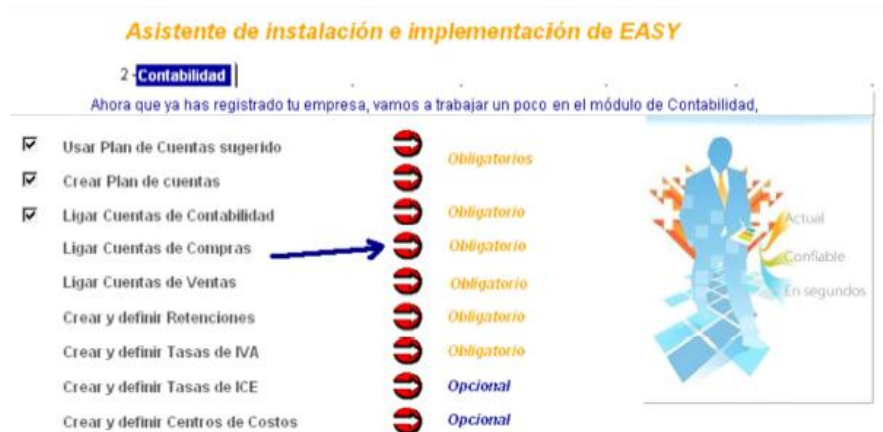 Asistente de instalación e implementación de EASY
2 - Contabilidad
Ahora que ya has registrado tu empresa, vamos a trabajar un poco en el módulo de Contabilidad,
Usar Plan de Cuentas sugerido
Obligatorios
Crear Plan de cuentas
Ligar Cuentas de Contabilidad Obligatorio
Ligar Cuentas de Compras Obligatorio
Ligar Cuentas de Ventas Obligatorio
Crear y definir Retenciones Obligatorio
Crear y definir Tasas de IVA Obligatorio
Crear y definir Tasas de ICE Opcional
Crear y definir Centros de Costos Opcional
Actual
Confiable
En segundos